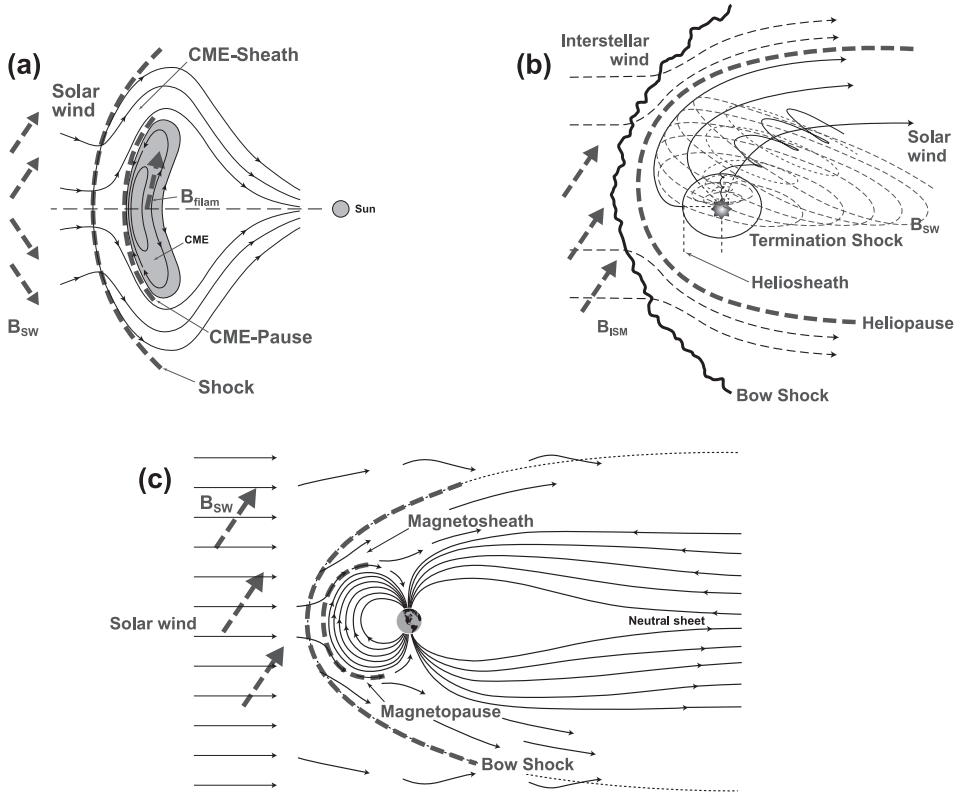 (a)
CME-Sheath
Solar
wind
B_filam
Sun
CME
B_SW
CME-Pause
Shock
(b)
Interstellar
wind
Solar
wind
B_SW
Termination Shock
Heliosheath
B_ISM
Heliopause
Bow Shock
(c)
B_SW
Magnetosheath
Solar wind
Neutral sheet
Magnetopause
Bow Shock